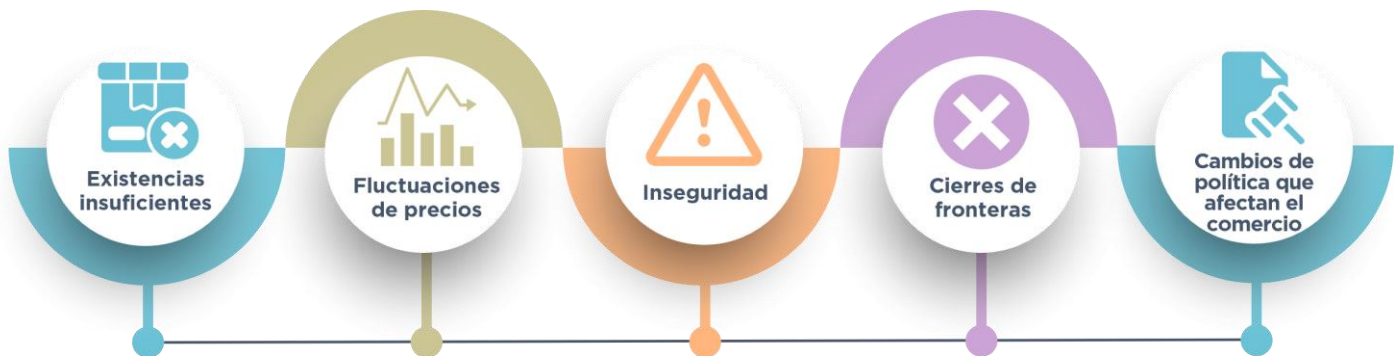 Existencias
insuficientes
Fluctuaciones
de precios
Inseguridad
Cierres de
fronteras
Cambios de
política que
afectan el
comercio